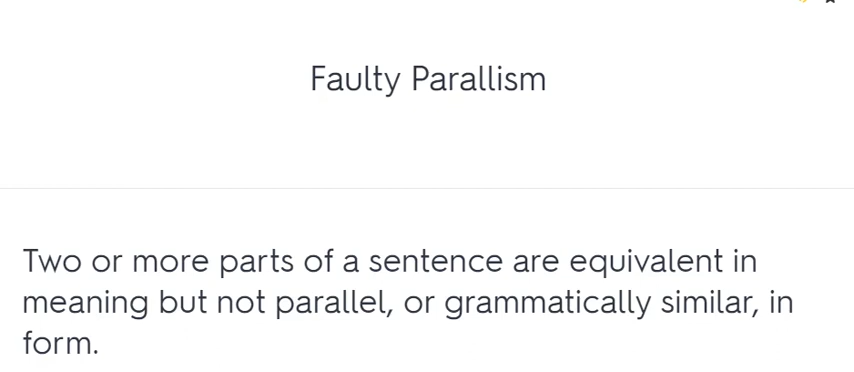 Faulty Parallism
Two or more parts of a sentence are equivalent in
meaning but not parallel, or grammatically similar, in
form.